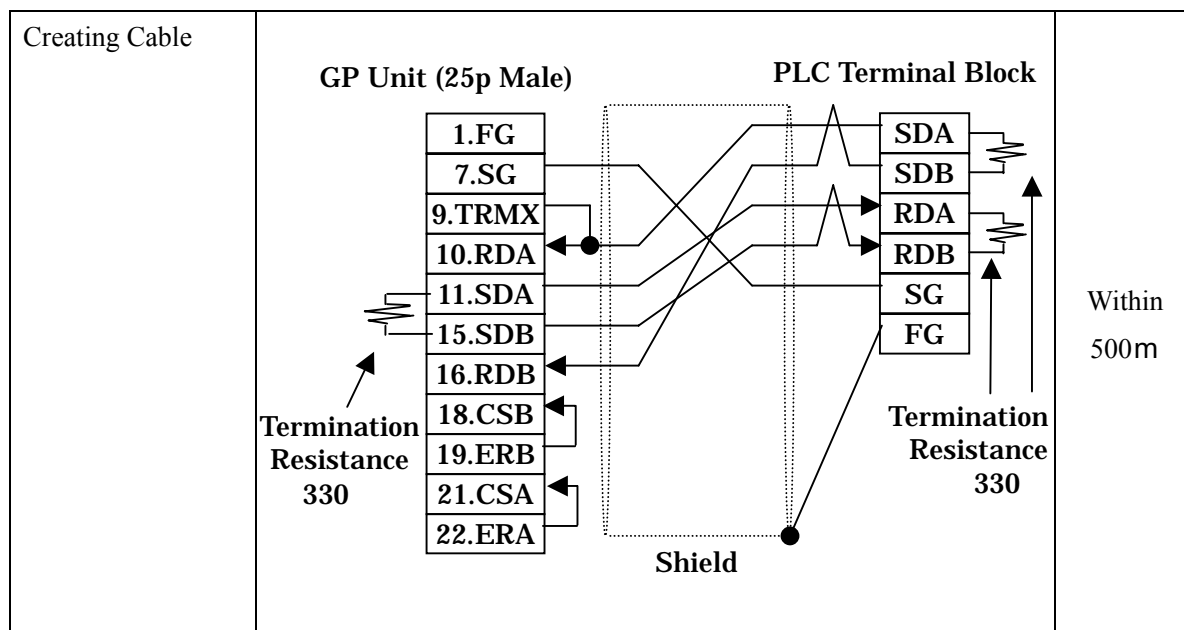 Creating Cable
GP Unit (25p Male)
PLC Terminal Block
1.FG
7.SG
9.TRMX
10.RDA
11.SDA
15.SDB
16.RDB
18.CSB
19.ERB
21.CSA
22.ERA
Termination
Resistance
330
Shield
SDA
SDB
RDA
RDB
SG
FG
Termination
Resistance
330
Within
500m